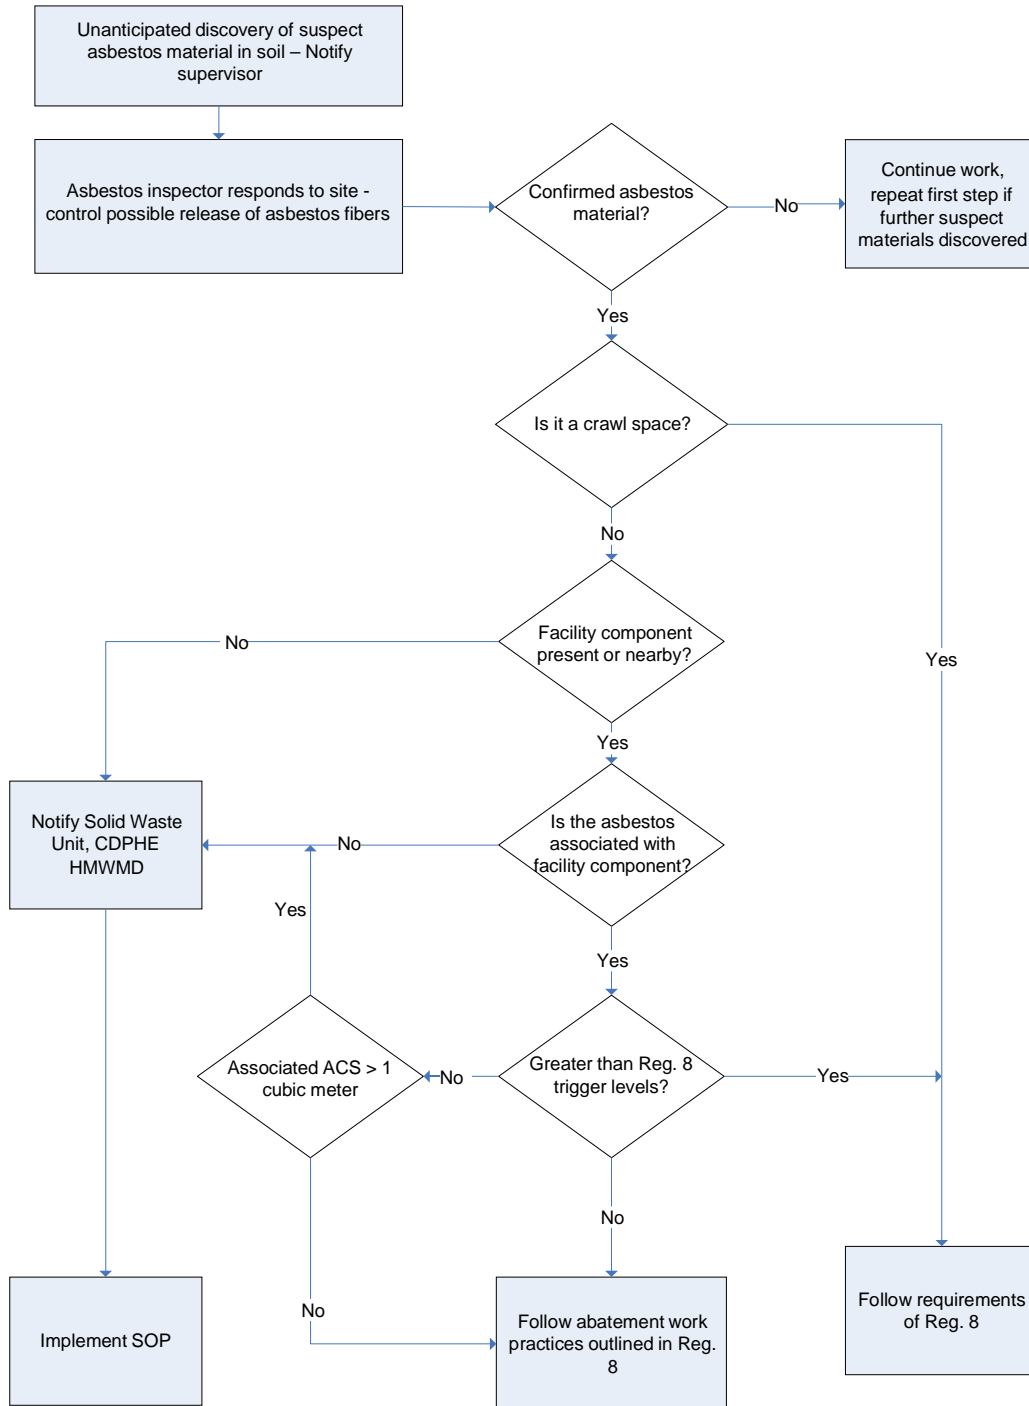 Unanticipated discovery of suspect
asbestos material in soil – Notify
supervisor
Asbestos inspector responds to site -
control possible release of asbestos fibers
Confirmed asbestos
material?
No
Continue work,
repeat first step if
further suspect
materials discovered
Yes
Is it a crawl space?
No
Yes
Facility component
present or nearby?
No
Yes
Is the asbestos
associated with
facility component?
No
Notify Solid Waste
Unit, CDPHE
HMWMD
Yes
Yes
Associated ACS > 1
cubic meter
No
Greater than Reg. 8
trigger levels?
Yes
No
No
Implement SOP
Follow abatement work
practices outlined in Reg.
8
Follow requirements
of Reg. 8